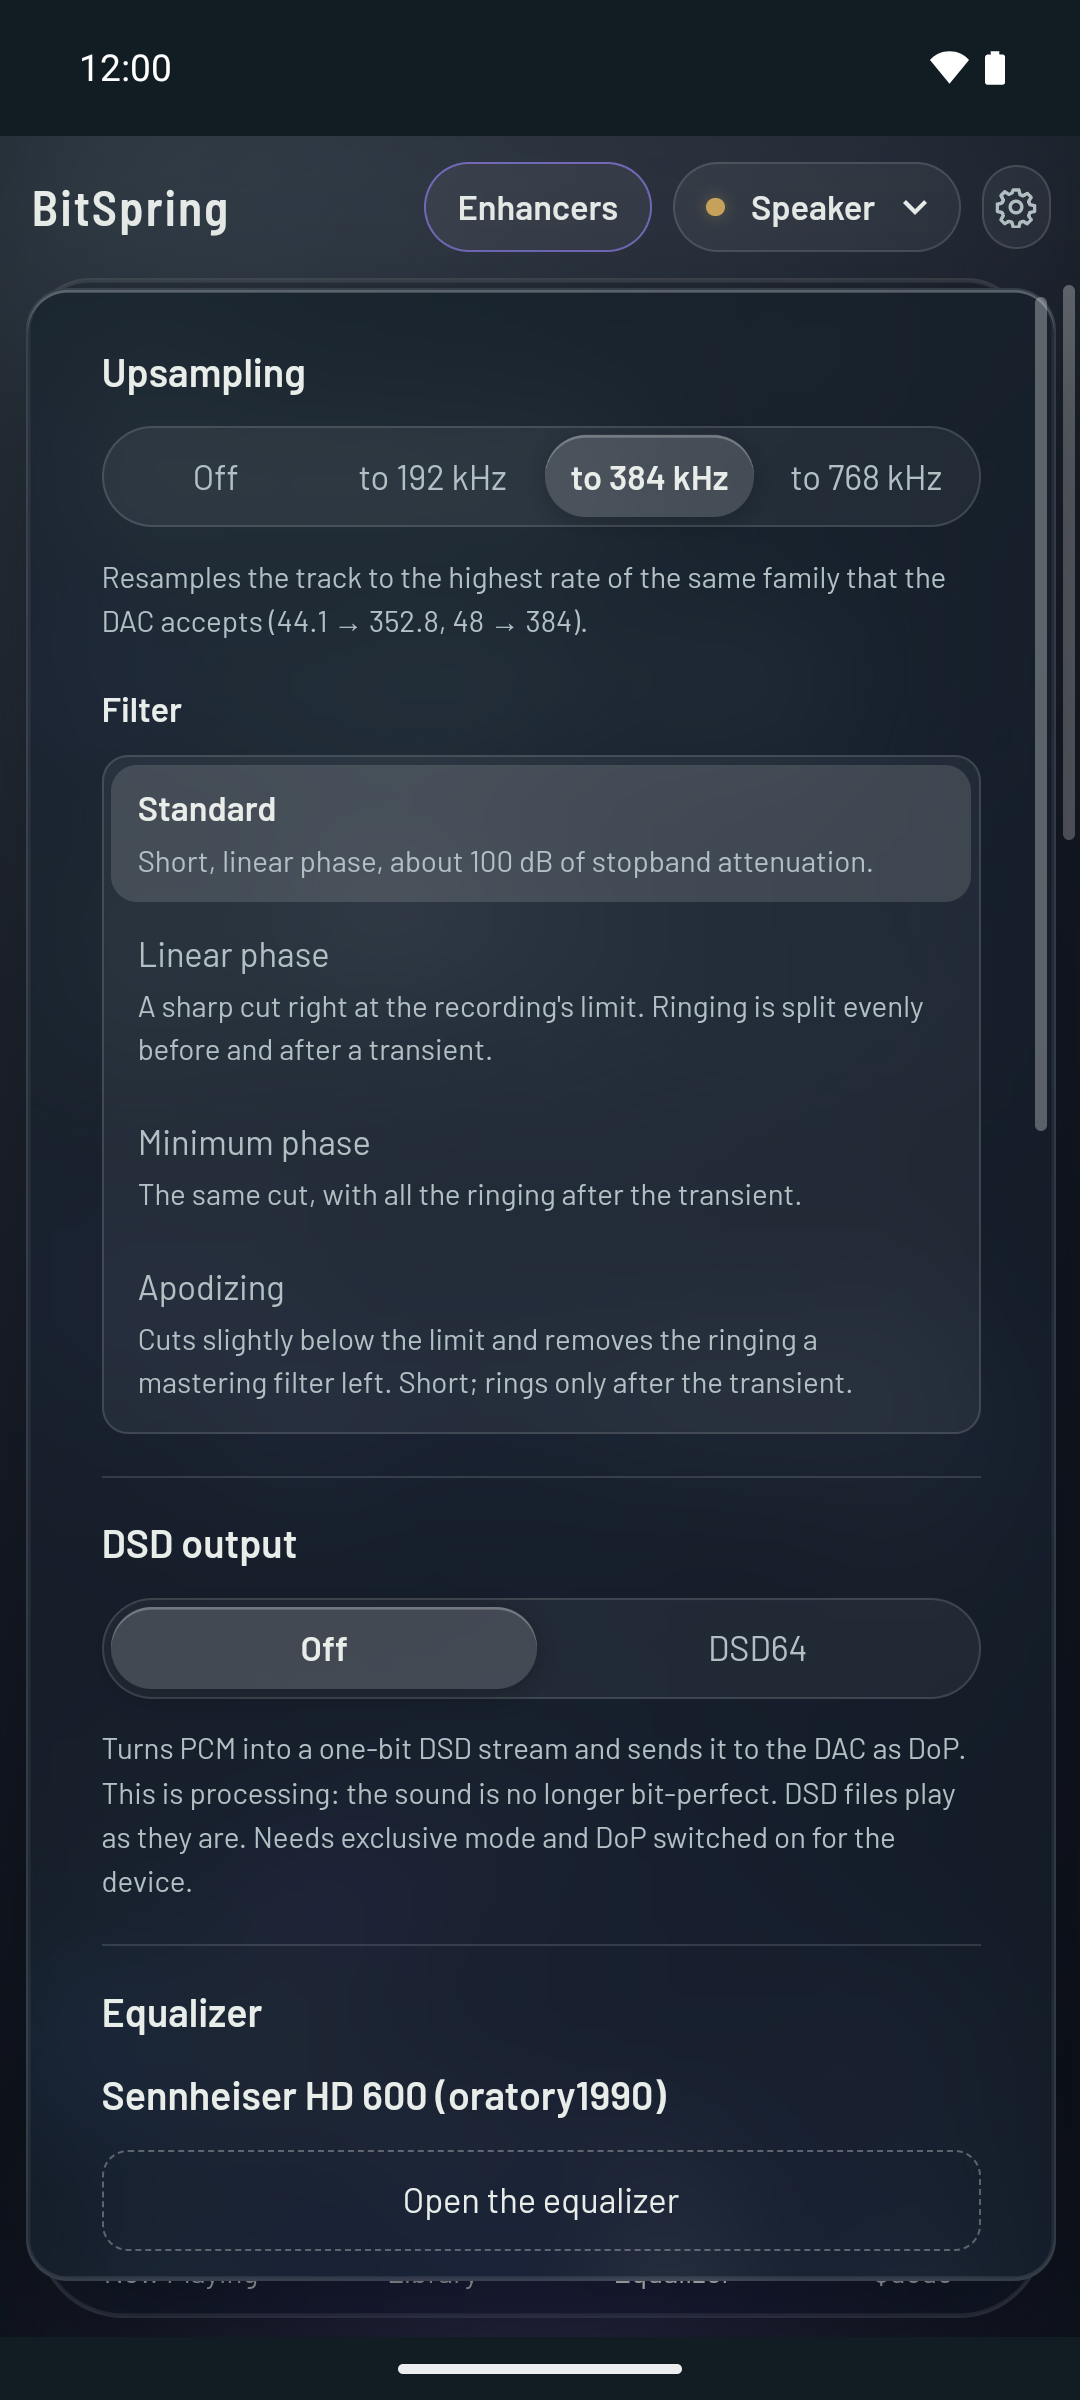 12:00
BitSpring
Enhancers
Speaker
Upsampling
Off
to 192 kHz
to 384 kHz
to 768 kHz
Resamples the track to the highest rate of the same family that the
DAC accepts (44.1 → 352.8, 48 → 384).
Filter
Standard
Short, linear phase, about 100 dB of stopband attenuation.
Linear phase
A sharp cut right at the recording's limit. Ringing is split evenly
before and after a transient.
Minimum phase
The same cut, with all the ringing after the transient.
Apodizing
Cuts slightly below the limit and removes the ringing a
mastering filter left. Short; rings only after the transient.
DSD output
Off
DSD64
Turns PCM into a one-bit DSD stream and sends it to the DAC as DoP.
This is processing: the sound is no longer bit-perfect. DSD files play
as they are. Needs exclusive mode and DoP switched on for the
device.
Equalizer
Sennheiser HD 600 (oratory1990)
Open the equalizer